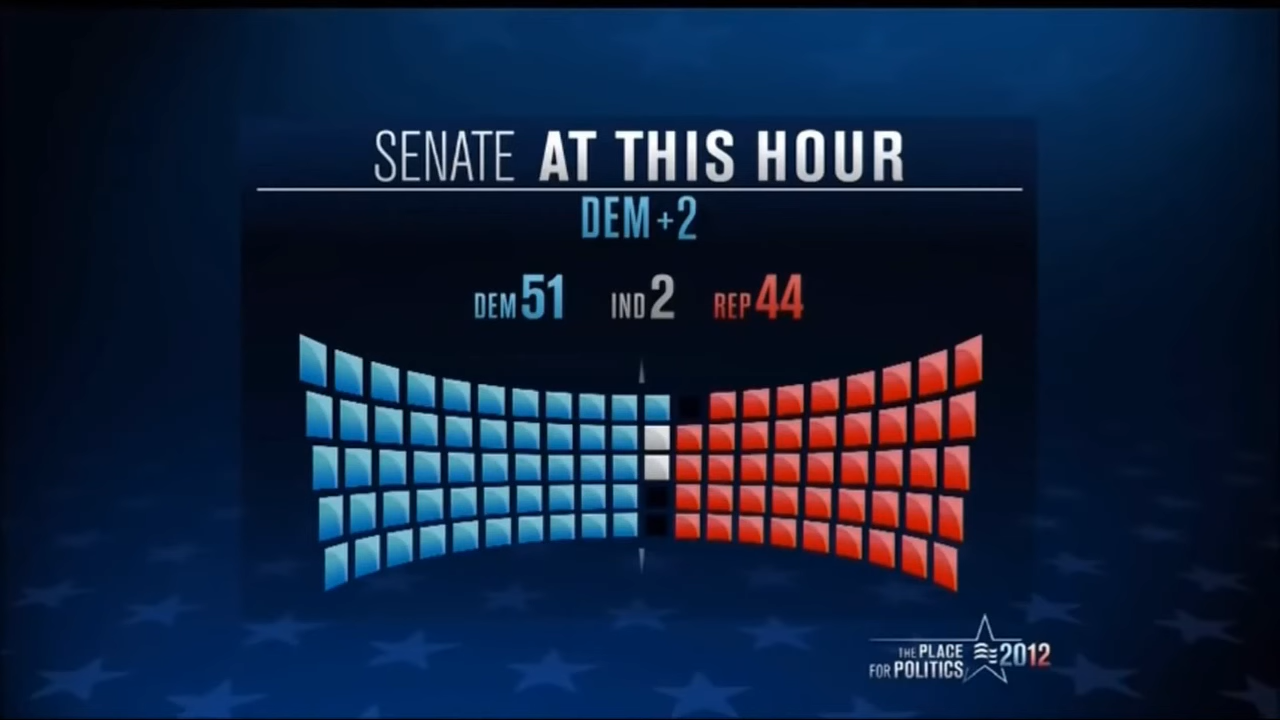 SENATE AT THIS HOUR
DEM+2
DEM 51 IND 2 REP 44
THE PLACE
FOR POLITICS 2012